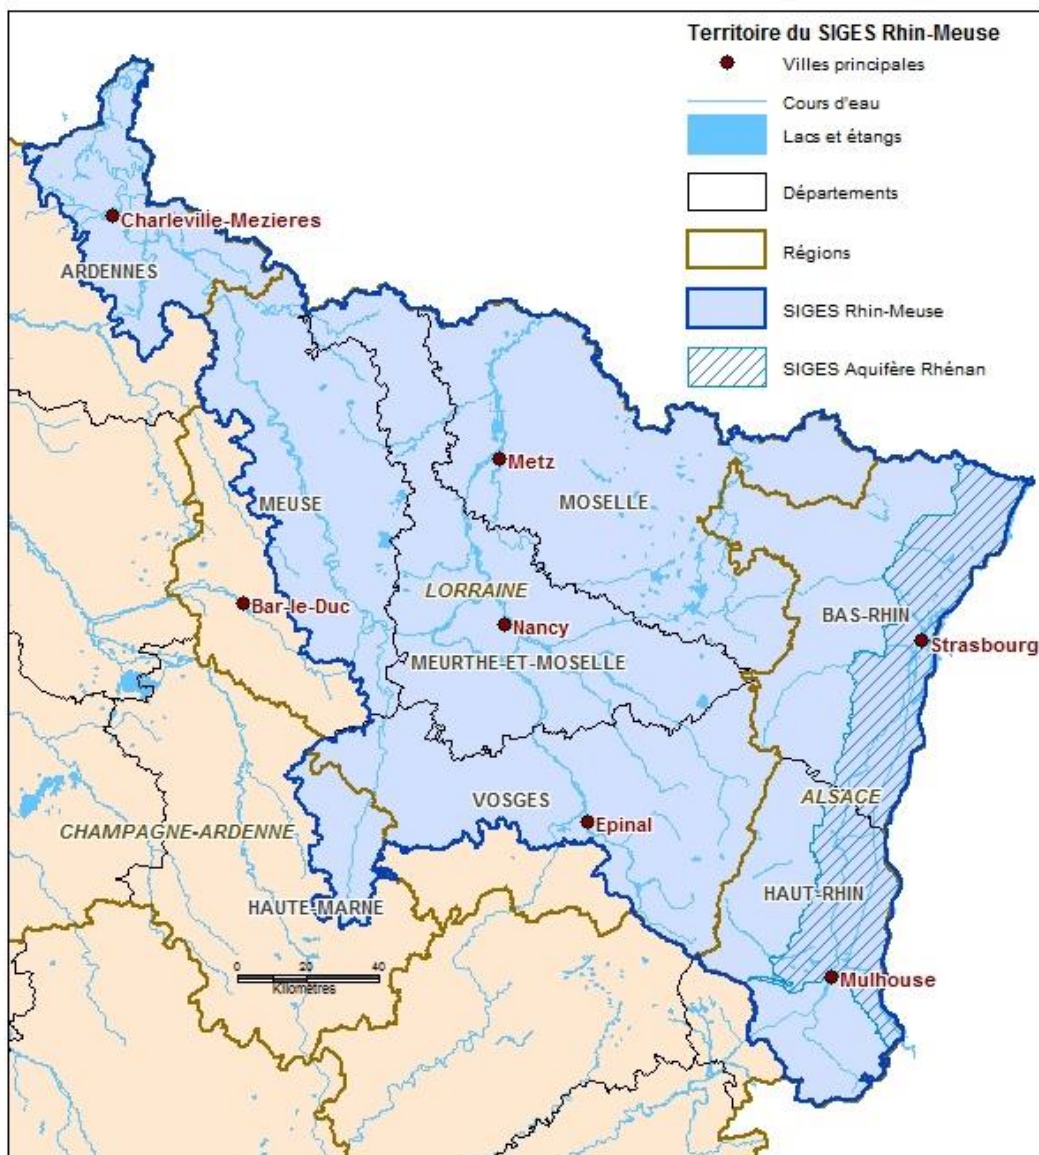 Territoire du SIGES Rhin-Meuse
Villes principales
Cours d'eau
Lacs et étangs
Départements
Régions
SIGES Rhin-Meuse
SIGES Aquifère Rhénan
Charleville-Mezieres
ARDENNES
Metz
MEUSE
MOSELLE
LORRAINE
Bar-le-Duc
BAS-RHIN
Nancy
Strasbourg
MEURTHE-ET-MOSELLE
VOSGES
ALSACE
Epinal
CHAMPAGNE-ARDENNE
HAUT-RHIN
HAUTE-MARNE
0 20 40
Kilomètres
Mulhouse